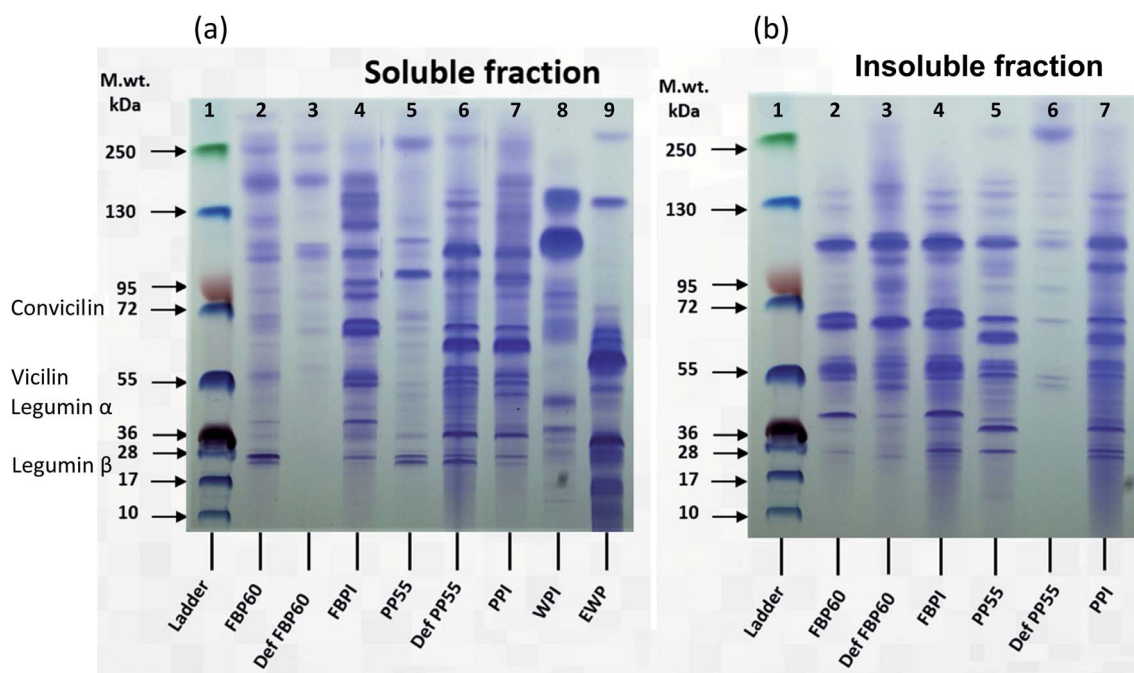 (a)
Soluble fraction
M.wt.
kDa
1 2 3 4 5 6 7 8 9
250
130
95
72
55
36
28
17
10
Convicilin
Vicilin
Legumin α
Legumin β
Ladder
FBP60
Def FBP60
FBPI
PP55
Def PP55
PPI
WPI
EWP
(b)
Insoluble fraction
M.wt.
kDa
1 2 3 4 5 6 7
250
130
95
72
55
36
28
17
10
Ladder
FBP60
Def FBP60
FBPI
PP55
Def PP55
PPI